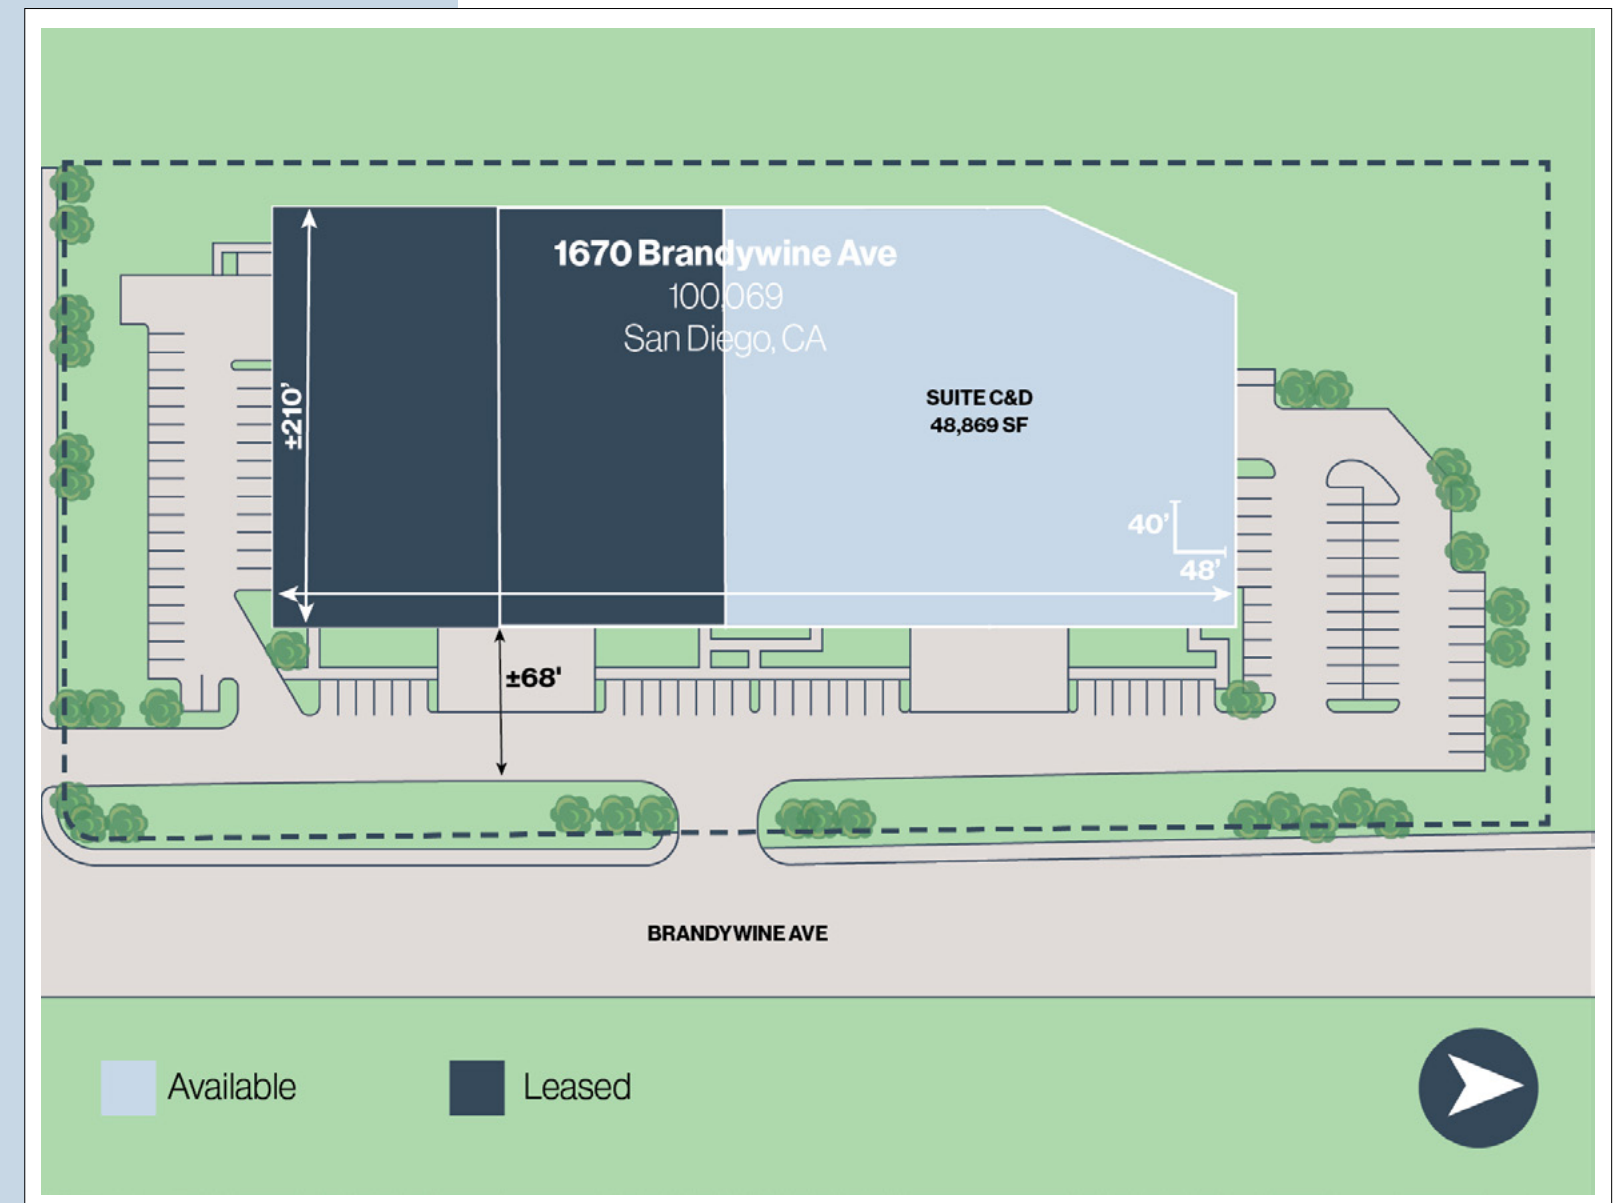 1670 Brandywine Ave
100,069
San Diego, CA
±210'
SUITE C&D
48,869 SF
40'
48'
±68'
BRANDYWINE AVE
Available
Leased